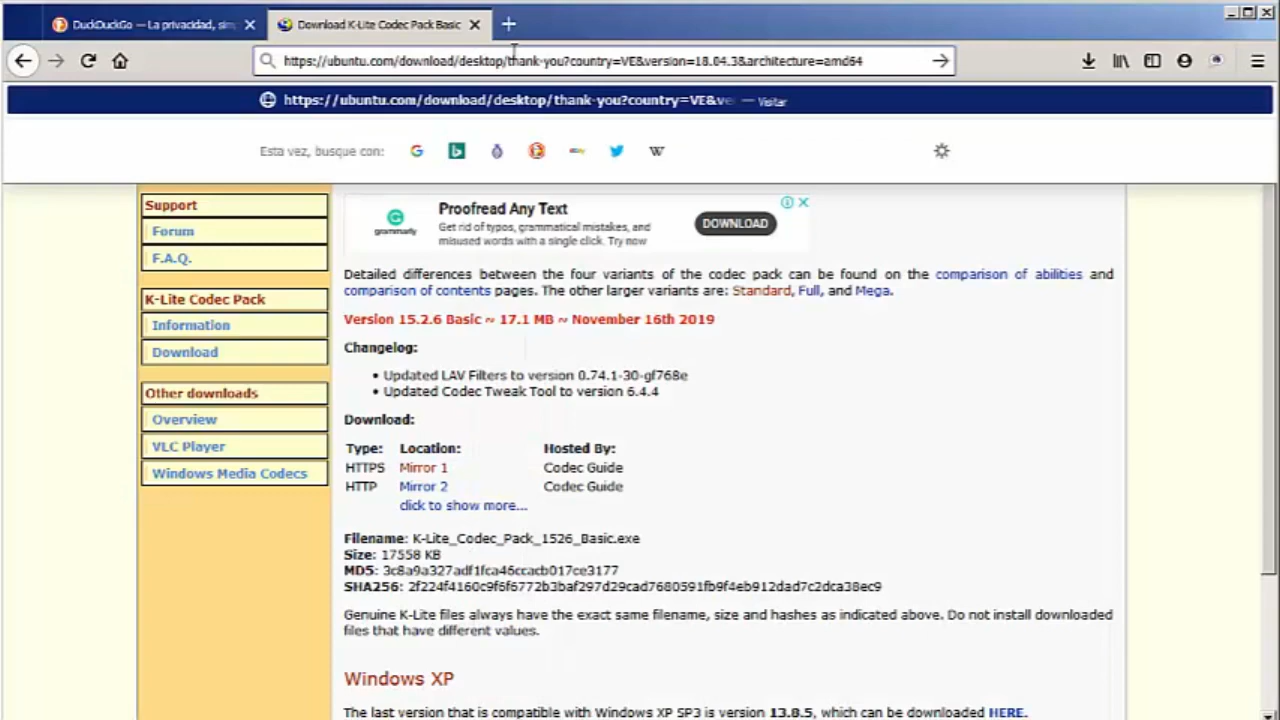 DuckDuckGo — La privacidad, sim
Download K-Lite Codec Pack Basic
https://ubuntu.com/download/desktop/thank-you?country=VE&version=18.04.3&architecture=amd64
https://ubuntu.com/download/desktop/thank-you?country=VE&ve — Visitar
Esta vez, busque con:
Support
Forum
F.A.Q.
K-Lite Codec Pack
Information
Download
Other downloads
Overview
VLC Player
Windows Media Codecs
grammarly
Proofread Any Text
Get rid of typos, grammatical mistakes, and
misused words with a single click. Try now
DOWNLOAD
Detailed differences between the four variants of the codec pack can be found on the comparison of abilities and
comparison of contents pages. The other larger variants are: Standard, Full, and Mega.
Version 15.2.6 Basic ~ 17.1 MB ~ November 16th 2019
Changelog:
• Updated LAV Filters to version 0.74.1-30-gf768e
• Updated Codec Tweak Tool to version 6.4.4
Download:
Type: Location: Hosted By:
HTTPS Mirror 1 Codec Guide
HTTP Mirror 2 Codec Guide
click to show more...
Filename: K-Lite_Codec_Pack_1526_Basic.exe
Size: 17558 KB
MD5: 3c8a9a327adf1fca46ccacb017ce3177
SHA256: 2f224f4160c9f6f6772b3baf297d29cad7680591fb9f4eb912dad7c2dca38ec9
Genuine K-Lite files always have the exact same filename, size and hashes as indicated above. Do not install downloaded
files that have different values.
Windows XP
The last version that is compatible with Windows XP SP3 is version 13.8.5, which can be downloaded HERE.